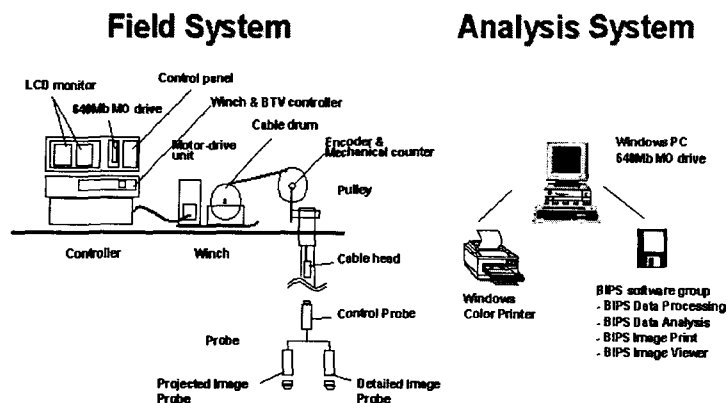 Field System
Analysis System
LCD monitor
640Mb MO drive
Control panel
Winch & BTV controller
Motor-drive
unit
Cable drum
Encoder &
Mechanical counter
Pulley
Controller
Winch
Cable head
Control Probe
Probe
Projected Image
Probe
Detailed Image
Probe
Windows PC
640Mb MO drive
Windows
Color Printer
BIPS software group
- BIPS Data Processing
- BIPS Data Analysis
- BIPS Image Print
- BIPS Image Viewer